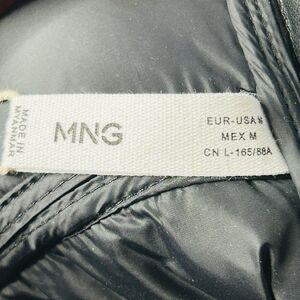 MADE IN
MYANMAR
MNG
EUR-USA M
MEX M
CN L-165/88A